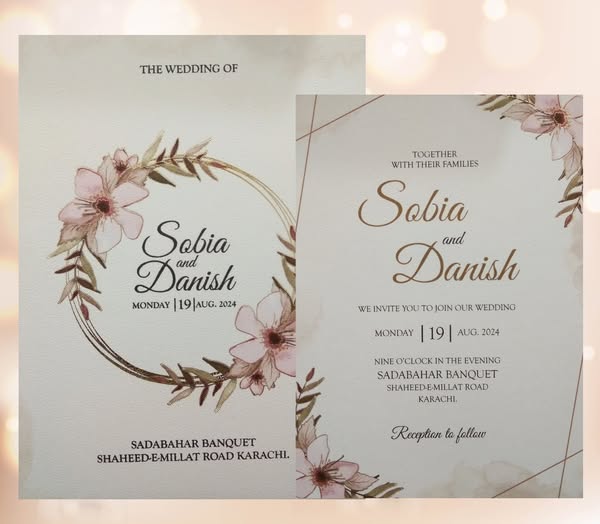 THE WEDDING OF
Sobia
and
Danish
MONDAY |19| AUG. 2024
SADABAHAR BANQUET
SHAHEED-E-MILLAT ROAD KARACHI.
TOGETHER
WITH THEIR FAMILIES
Sobia
and
Danish
WE INVITE YOU TO JOIN OUR WEDDING
MONDAY |19| AUG. 2024
NINE O'CLOCK IN THE EVENING
SADABAHAR BANQUET
SHAHEED-E-MILLAT ROAD
KARACHI.
Reception to follow